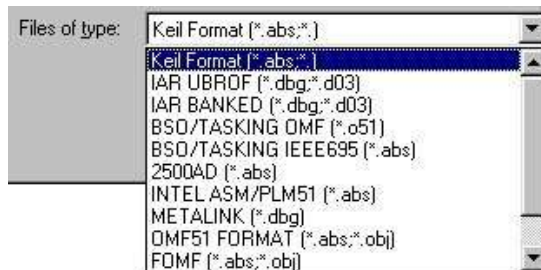 Files of type: Keil Format (*.abs;*.)
Keil Format (*.abs;*.)
IAR UBROF (*.dbg;*.d03)
IAR BANKED (*.dbg;*.d03)
BSO/TASKING OMF (*.o51)
BSO/TASKING IEEE695 (*.abs)
2500AD (*.abs)
INTEL ASM/PLM51 (*.abs)
METALINK (*.dbg)
OMF51 FORMAT (*.abs;*.obj)
FOMF (*.abs;*.obj)